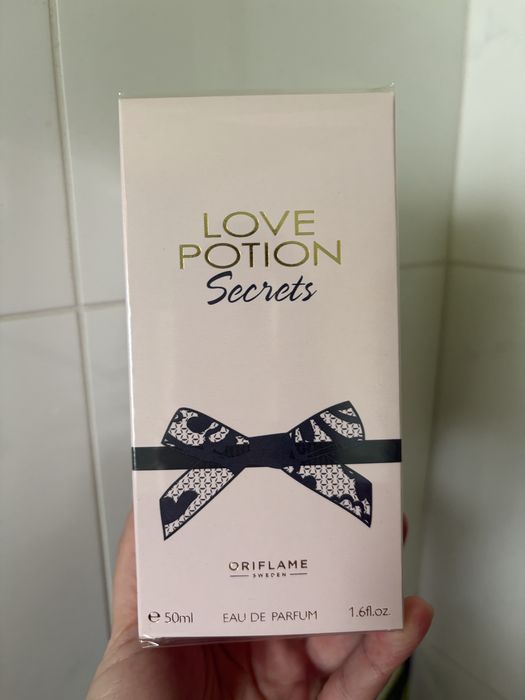 LOVE
POTION
Secrets
ORIFLAME
SWEDEN
℮ 50ml EAU DE PARFUM 1.6fl.oz.